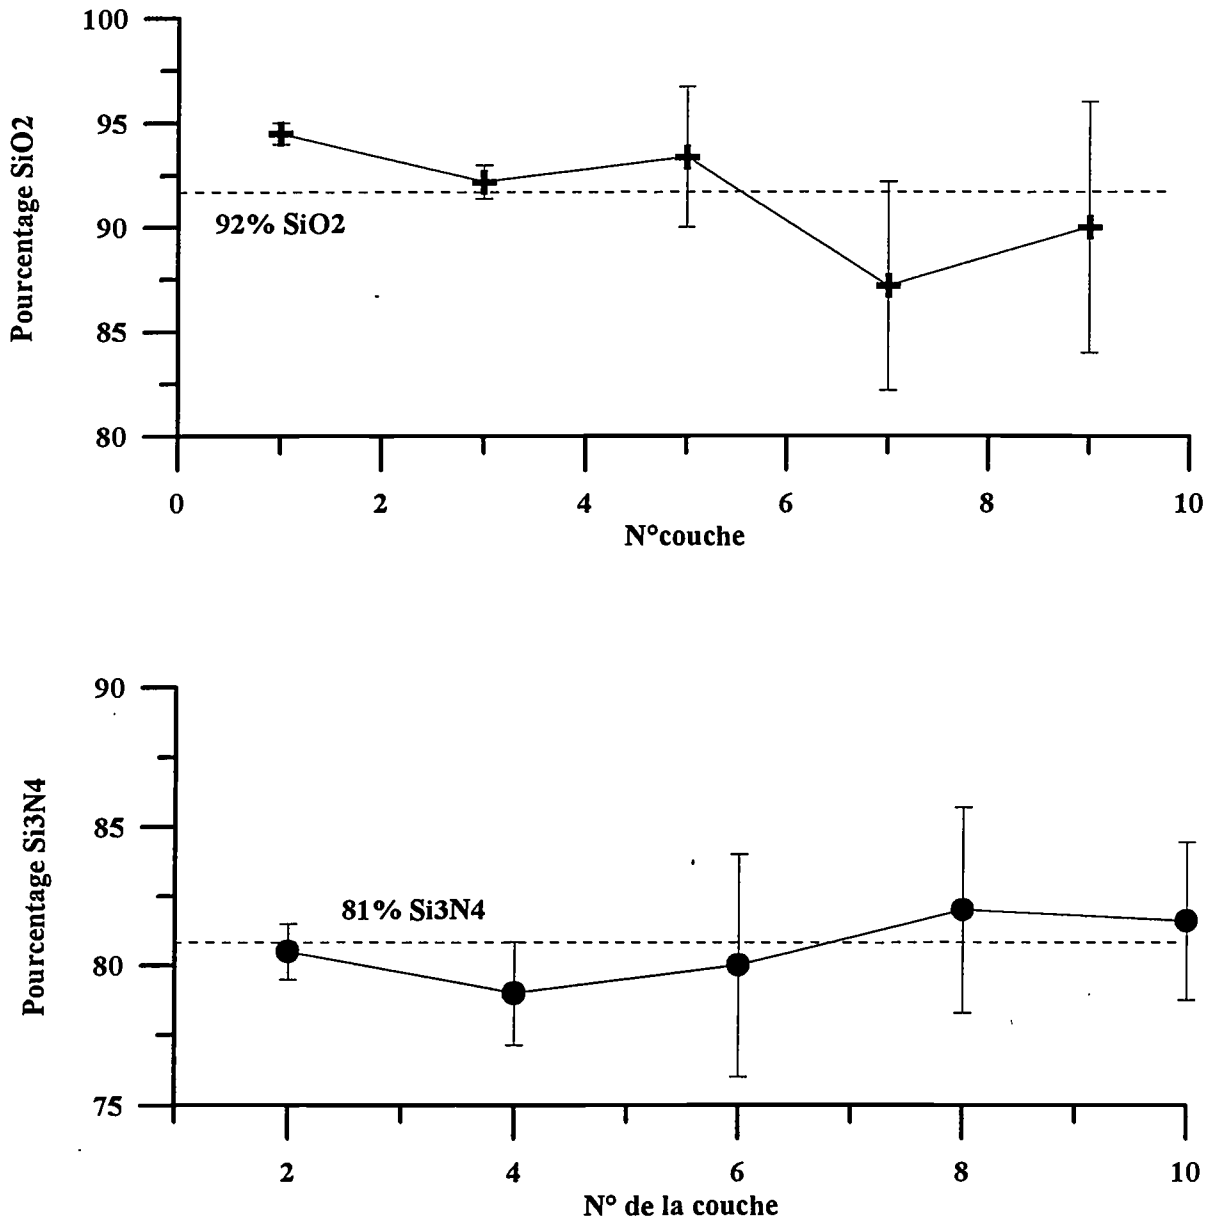 100
95
90
85
80
Pourcentage SiO2
92% SiO2
0 2 4 6 8 10
N°couche
90
85
80
75
Pourcentage Si3N4
81% Si3N4
2 4 6 8 10
N° de la couche